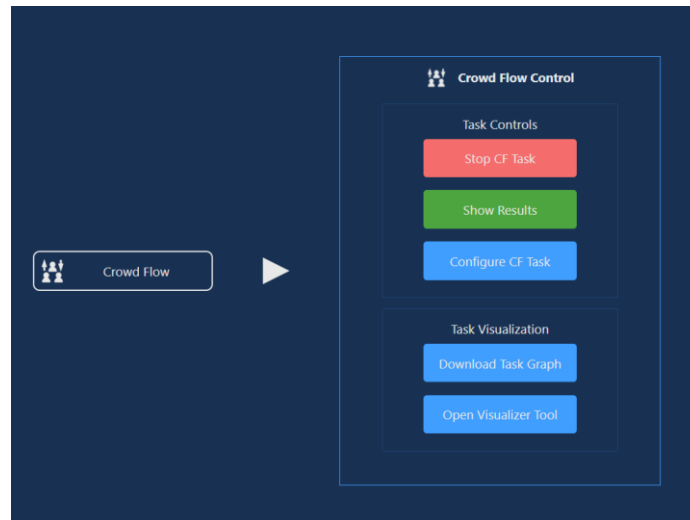 Crowd Flow
Crowd Flow Control
Task Controls
Stop CF Task
Show Results
Configure CF Task
Task Visualization
Download Task Graph
Open Visualizer Tool